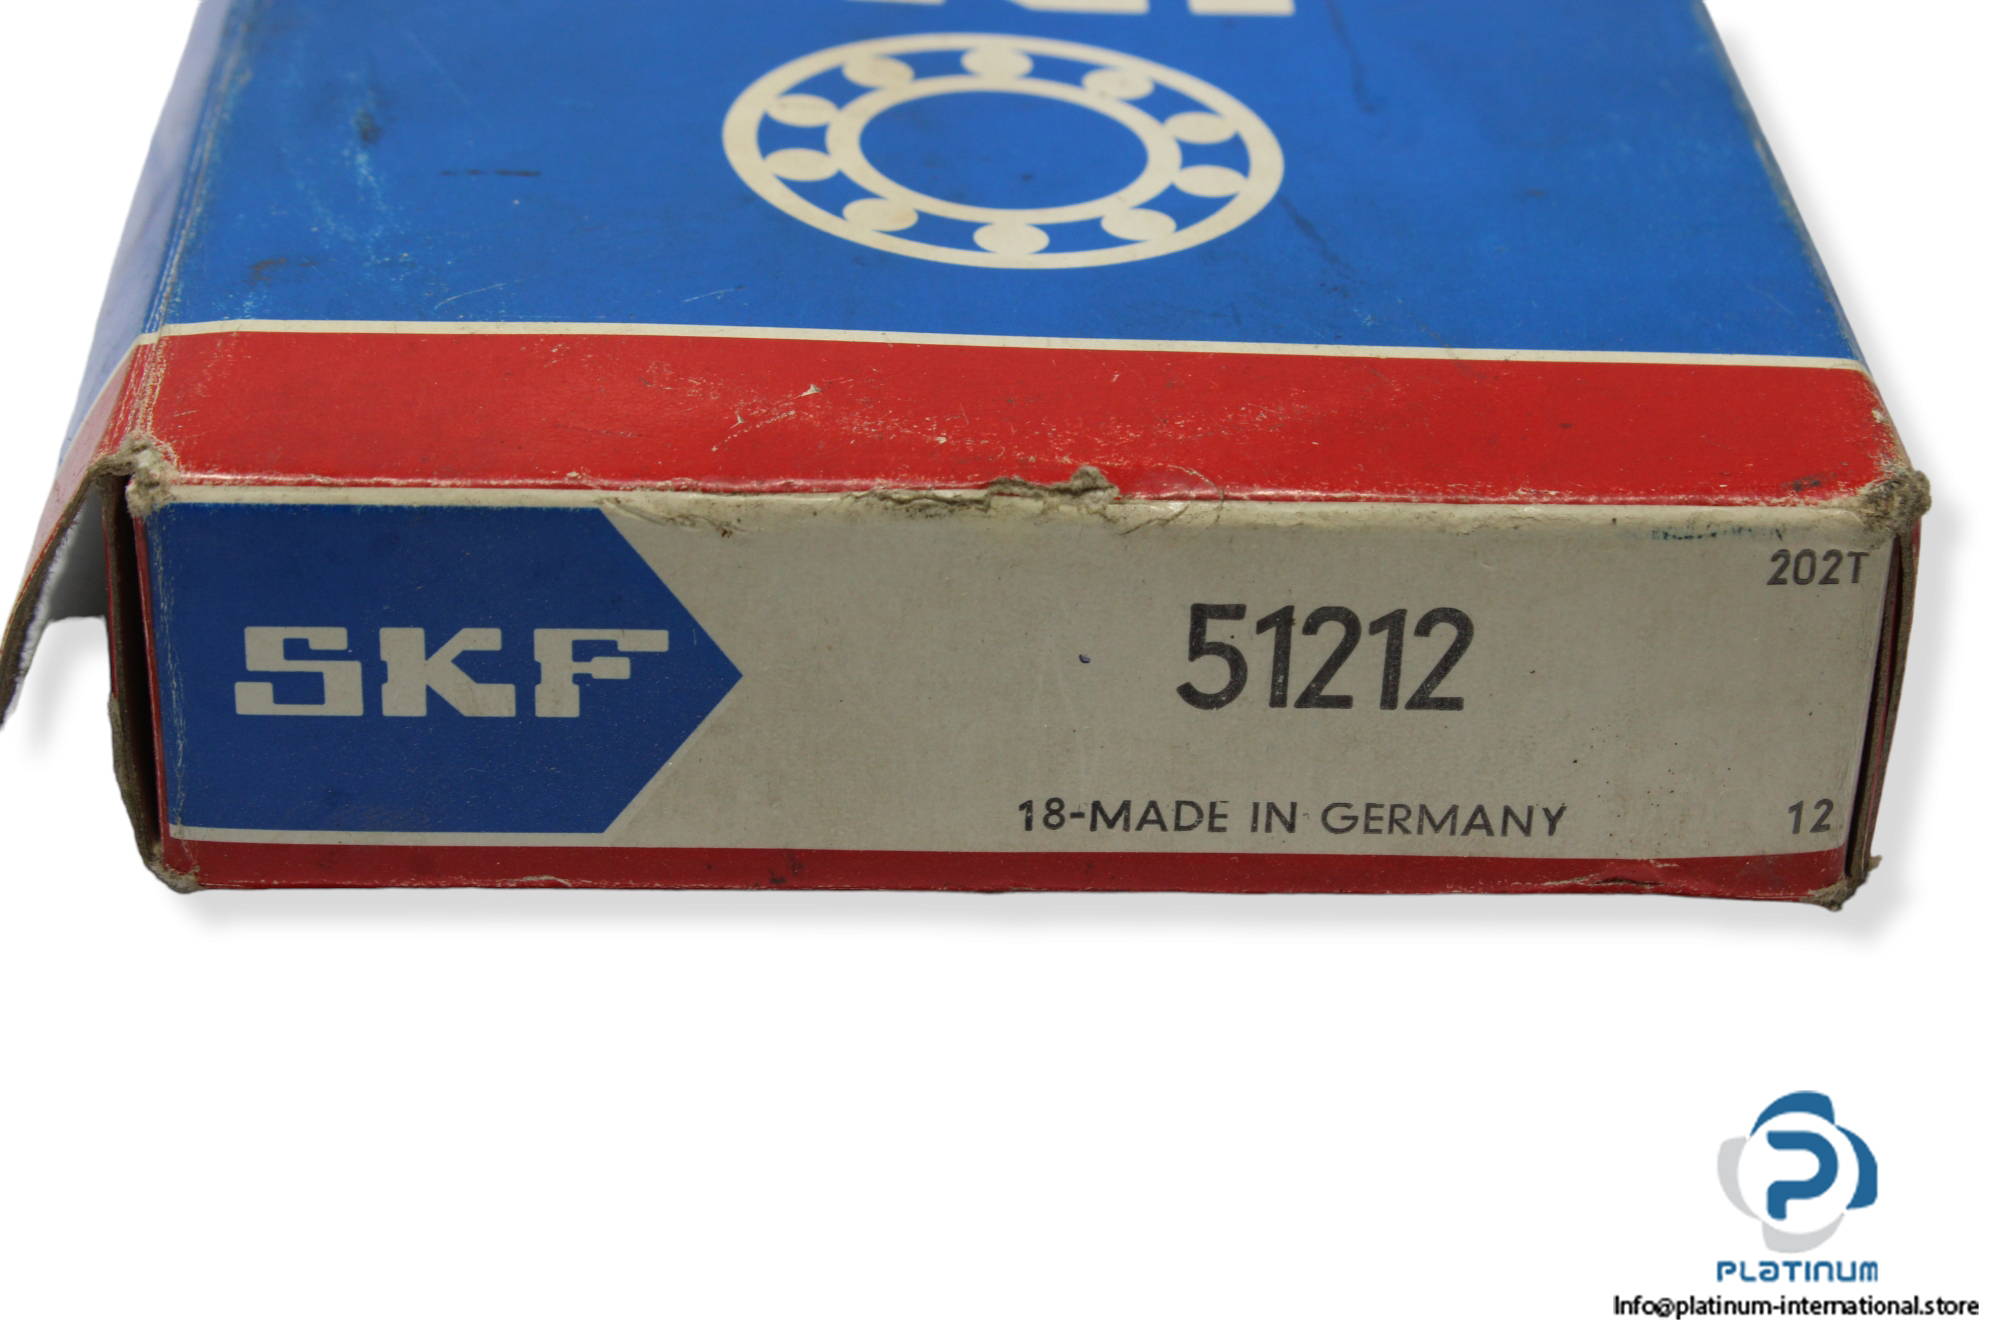 202T
SKF
51212
18-MADE IN GERMANY
12
PLATINUM
Info@platinum-international.store